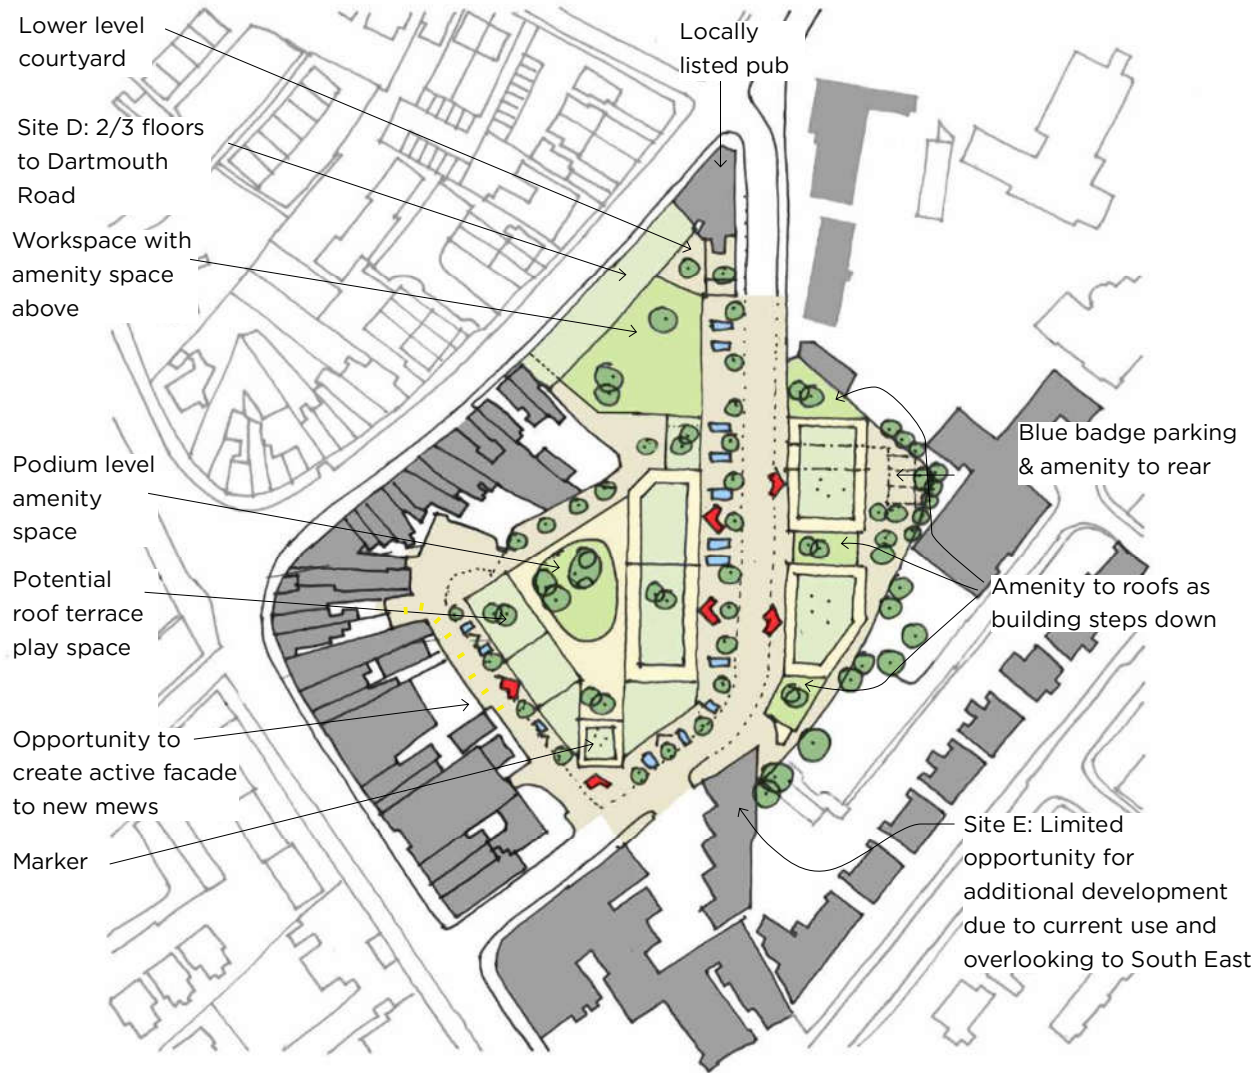 Lower level
courtyard
Locally
listed pub
Site D: 2/3 floors
to Dartmouth
Road
Workspace with
amenity space
above
Blue badge parking
& amenity to rear
Podium level
amenity
space
Potential
roof terrace
play space
Amenity to roofs as
building steps down
Opportunity to
create active facade
to new mews
Marker
Site E: Limited
opportunity for
additional development
due to current use and
overlooking to South East